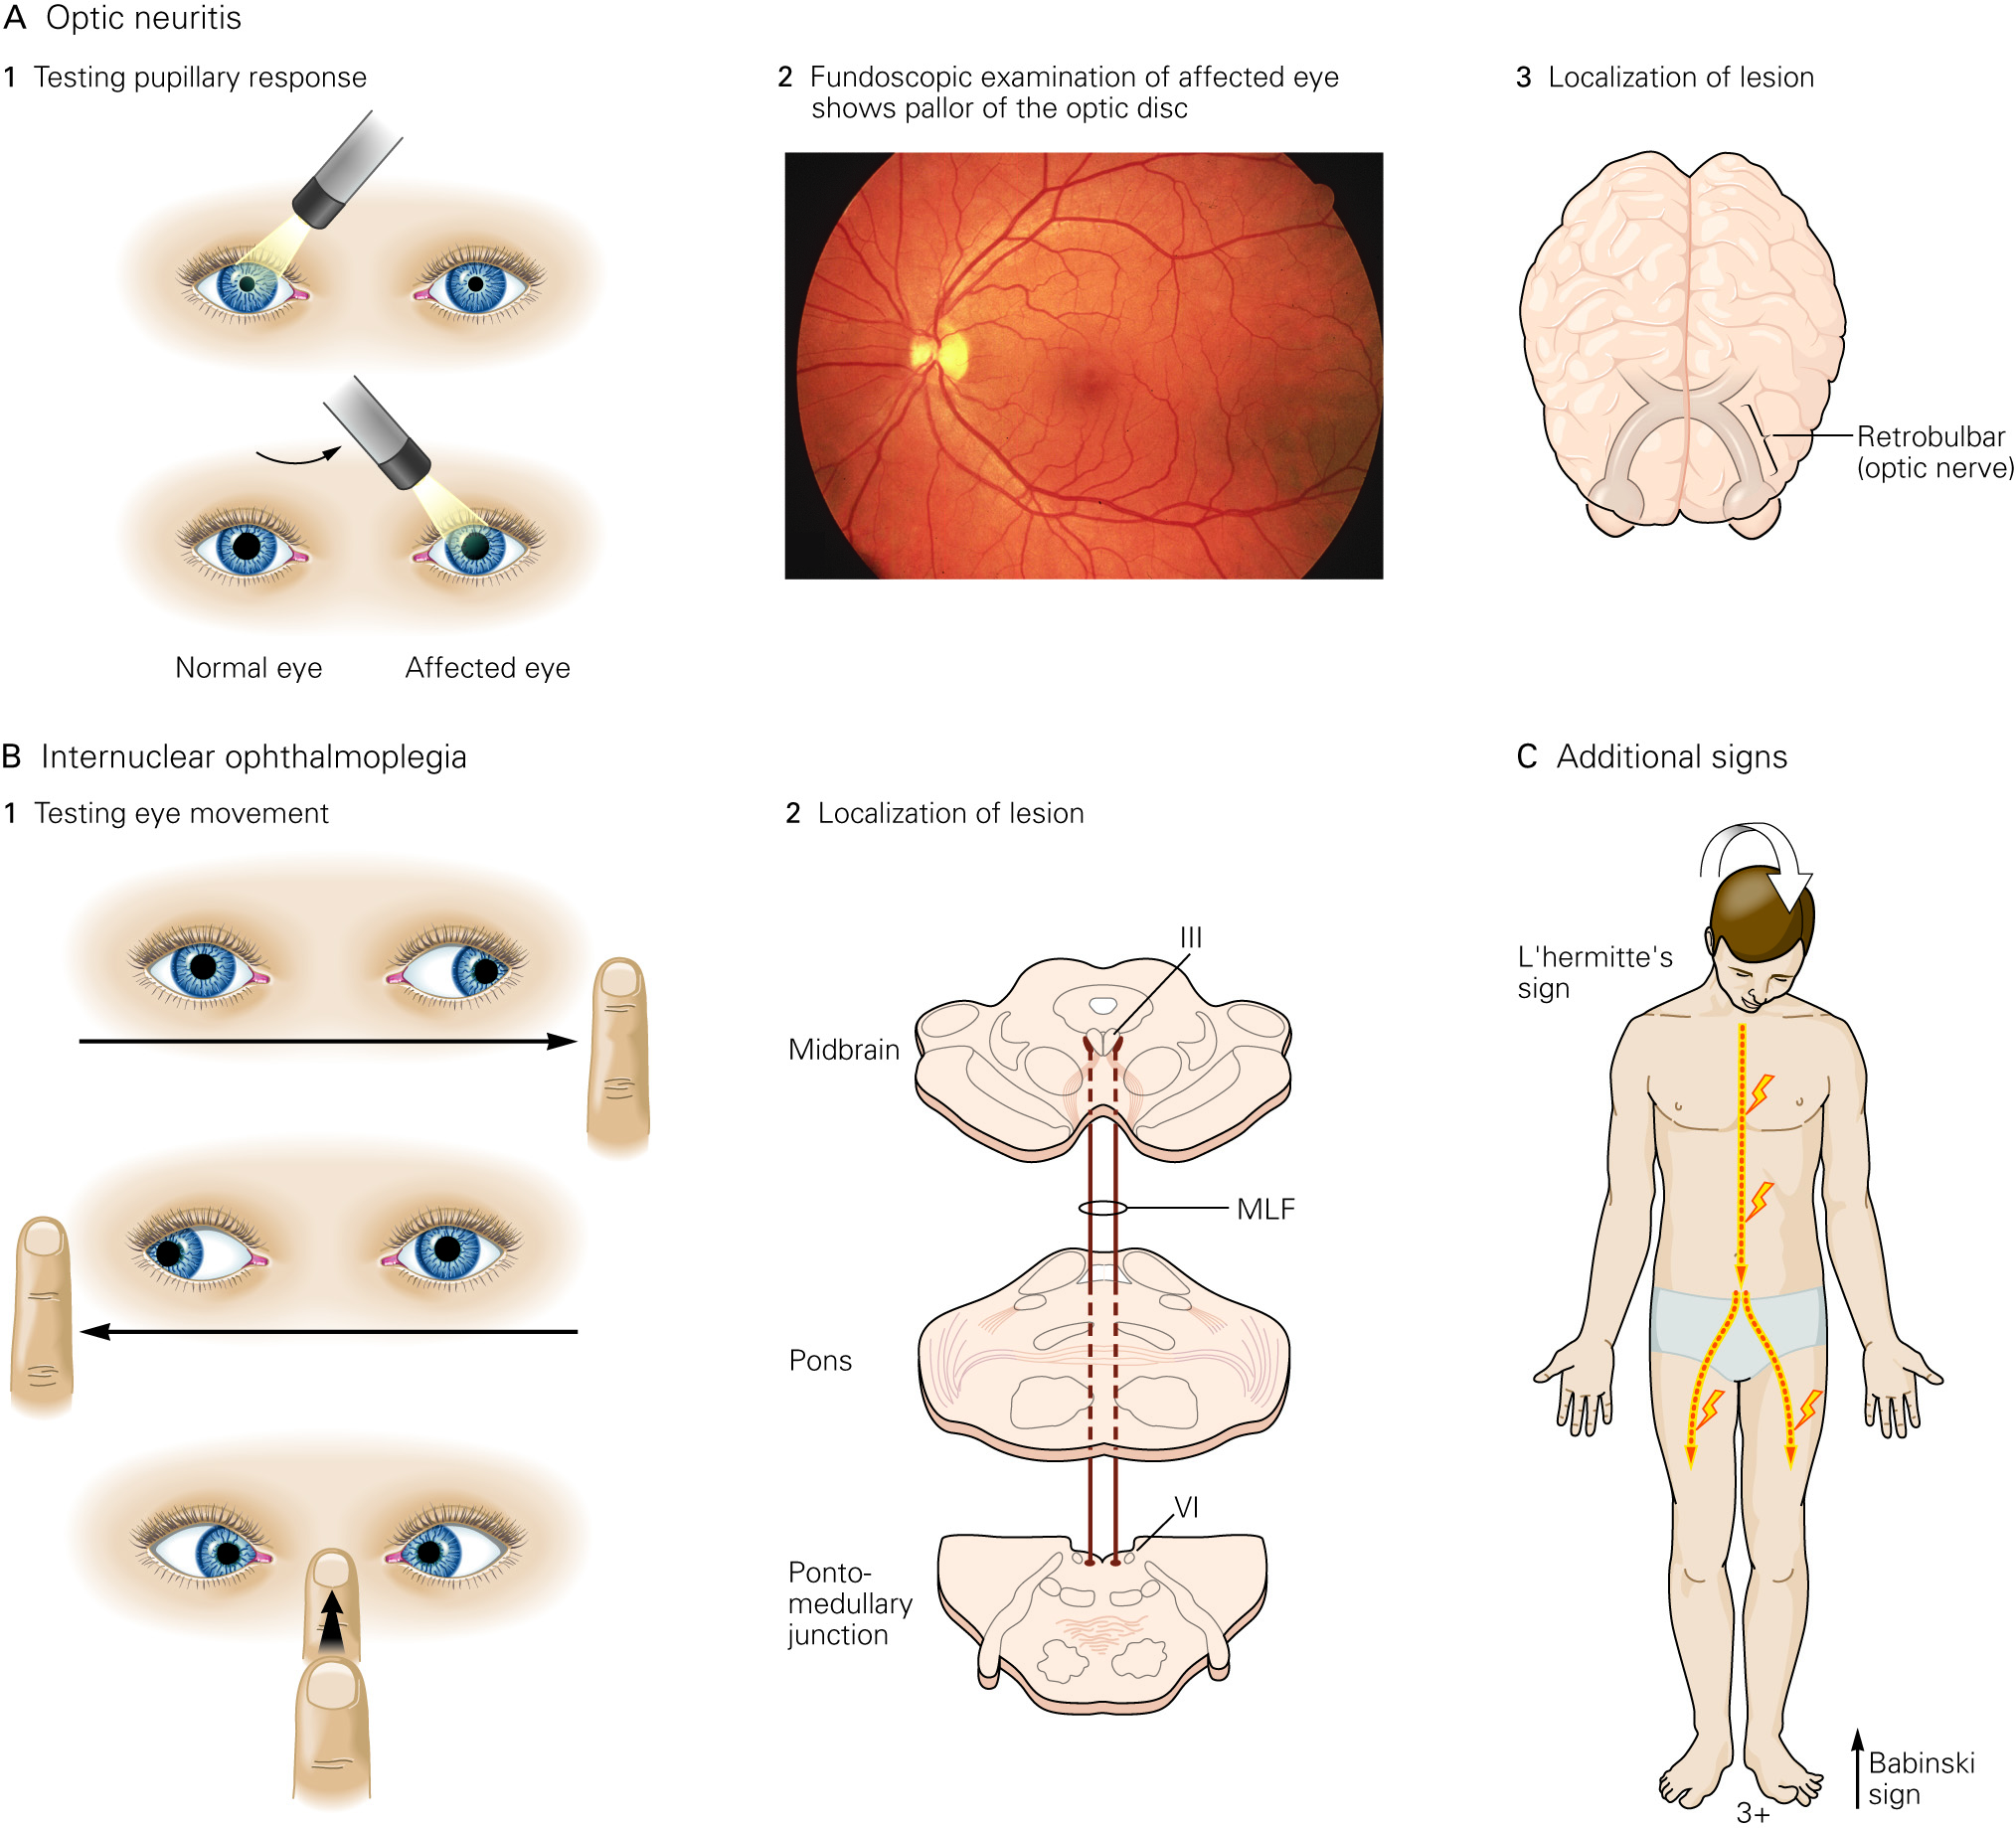 A Optic neuritis
1 Testing pupillary response
2 Fundoscopic examination of affected eye
shows pallor of the optic disc
3 Localization of lesion
Retrobulbar
(optic nerve)
Normal eye
Affected eye
B Internuclear ophthalmoplegia
1 Testing eye movement
2 Localization of lesion
III
Midbrain
MLF
Pons
VI
Ponto-
medullary
junction
C Additional signs
L'hermitte's
sign
Babinski
sign
3+